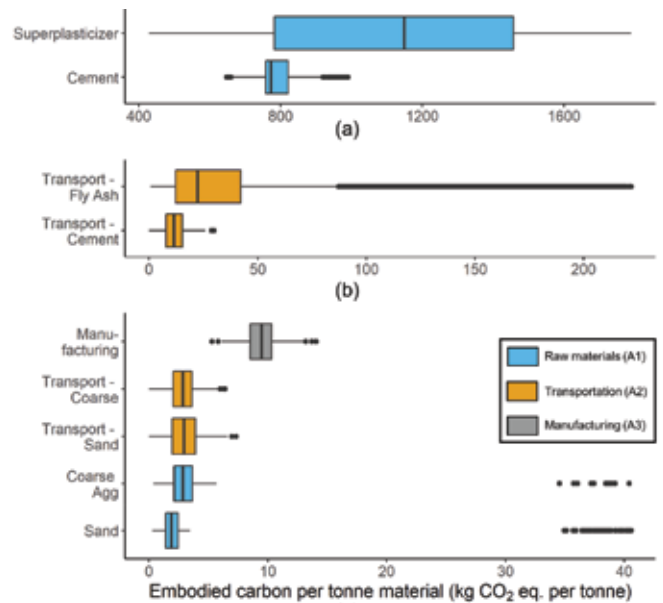 Superplasticizer
Cement
400 800 1200 1600
(a)
Transport -
Fly Ash
Transport -
Cement
0 50 100 150 200
(b)
Manu-
facturing
Transport -
Coarse
Transport -
Sand
Coarse
Agg
Sand
Raw materials (A1)
Transportation (A2)
Manufacturing (A3)
0 10 20 30 40
Embodied carbon per tonne material (kg CO₂ eq. per tonne)